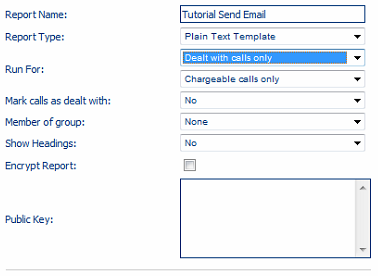 Report Name: Tutorial Send Email
Report Type: Plain Text Template
Dealt with calls only
Run For:
Chargeable calls only
Mark calls as dealt with: No
Member of group: None
Show Headings: No
Encrypt Report:
Public Key: